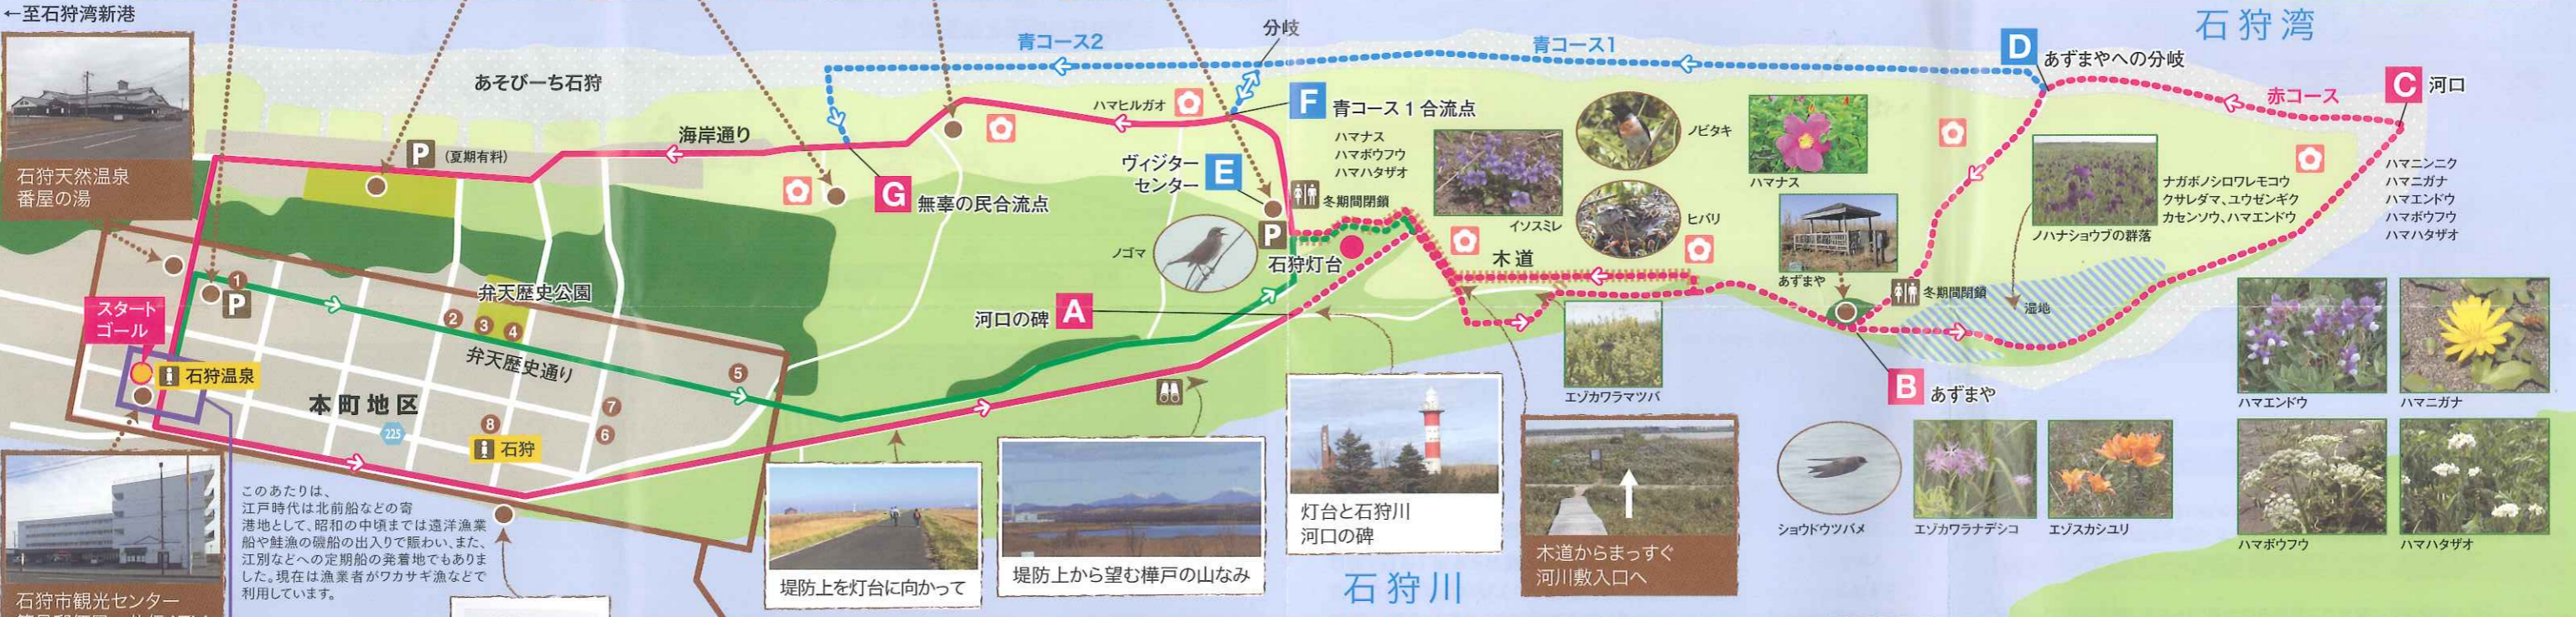 ←至石狩湾新港
石狩天然温泉
番屋の湯
あそびーち石狩
P
(夏期有料)
海岸通り
青コース2
分岐
青コース1
石狩湾
D
あずまやへの分岐
赤コース
C
河口
ハマヒルガオ
F
青コース1合流点
ハマナス
ハマボウフウ
ハマハタザオ
ヴィジター
センター
E
冬期間閉鎖
P
石狩灯台
G
無辜の民合流点
ノゴマ
イソスミレ
ノビタキ
ヒバリ
ハマナス
あずまや
ノハナショウブの群落
ナガボノシロワレモコウ
クサレダマ、ユウゼンギク
カセンソウ、ハマエンドウ
ハマニンニク
ハマニガナ
ハマエンドウ
ハマボウフウ
ハマハタザオ
木道
冬期間閉鎖
湿地
スタート
ゴール
1
P
弁天歴史公園
2
3
4
弁天歴史通り
5
石狩温泉
本町地区
225
8
石狩
7
6
河口の碑
A
エゾカワラマツバ
B
あずまや
ハマエンドウ
ハマニガナ
このあたりは、
江戸時代は北前船などの寄
港地として、昭和の中頃までは遠洋漁業
船や鮭漁の磯船の出入りで賑わい、また、
江別などへの定期船の発着地でもありま
した。現在は漁業者がワカサギ漁などで
利用しています。
堤防上を灯台に向かって
堤防上から望む樺戸の山なみ
灯台と石狩川
河口の碑
木道からまっすぐ
河川敷入口へ
ショウドウツバメ
エゾカワラナデシコ
エゾスカシユリ
ハマボウフウ
ハマハタザオ
石狩川
石狩市観光センター